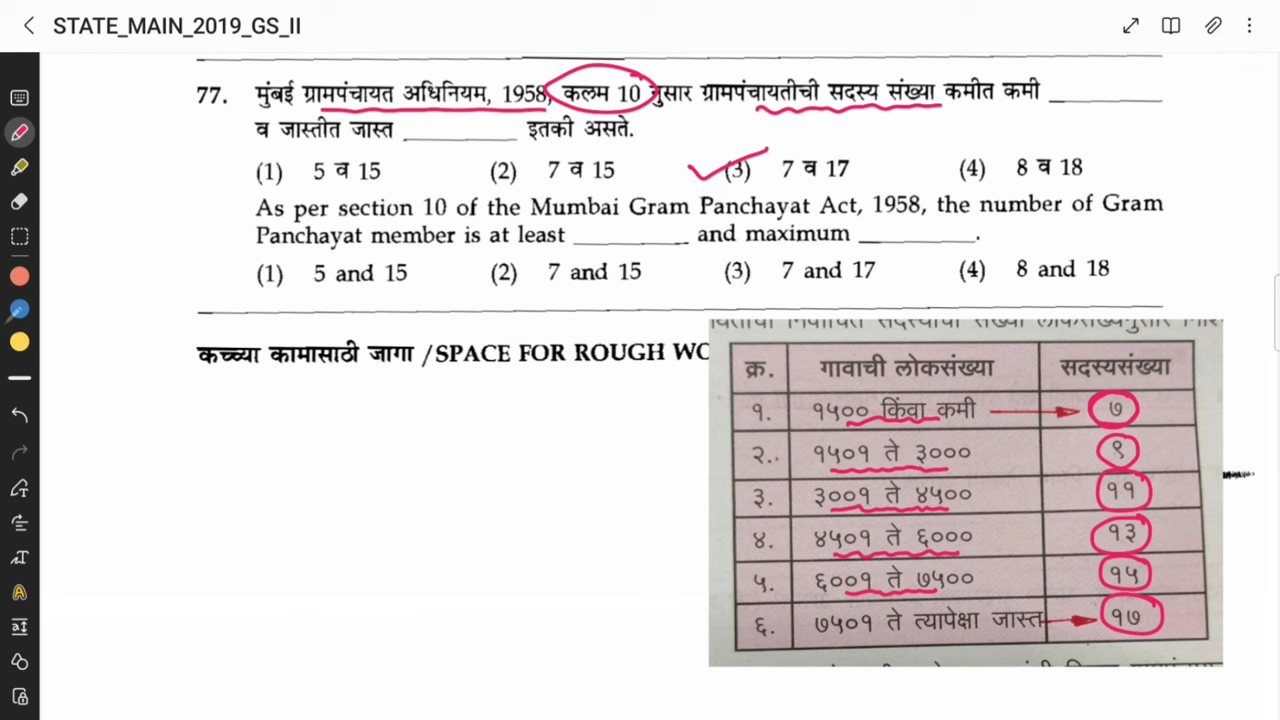 STATE_MAIN_2019_GS_II
77. मुंबई ग्रामपंचायत अधिनियम, 1958, कलम 10 नुसार ग्रामपंचायतीची सदस्य संख्या कमीत कमी ________
व जास्तीत जास्त ________ इतकी असते.
(1) 5 व 15 (2) 7 व 15 (3) 7 व 17 (4) 8 व 18
As per section 10 of the Mumbai Gram Panchayat Act, 1958, the number of Gram
Panchayat member is at least ________ and maximum ________.
(1) 5 and 15 (2) 7 and 15 (3) 7 and 17 (4) 8 and 18
कच्च्या कामासाठी जागा / SPACE FOR ROUGH WO
क्र. गावाची लोकसंख्या सदस्यसंख्या
१. १५०० किंवा कमी ७
२.. १५०१ ते ३००० ९
३. ३००१ ते ४५०० ११
४. ४५०१ ते ६००० १३
५. ६००१ ते ७५०० १५
६. ७५०१ ते त्यापेक्षा जास्त १७